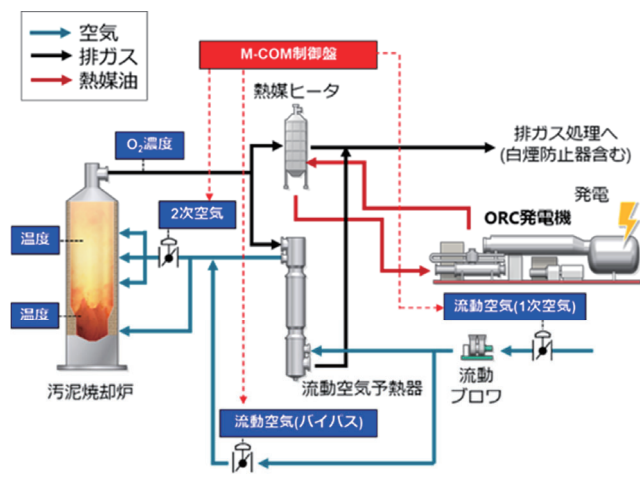 空気
排ガス
熱媒油
M-COM制御盤
熱媒ヒータ
O₂濃度
排ガス処理へ
(白煙防止器含む)
発電
ORC発電機
2次空気
温度
温度
流動空気(1次空気)
汚泥焼却炉
流動空気予熱器
流動
ブロワ
流動空気(バイパス)